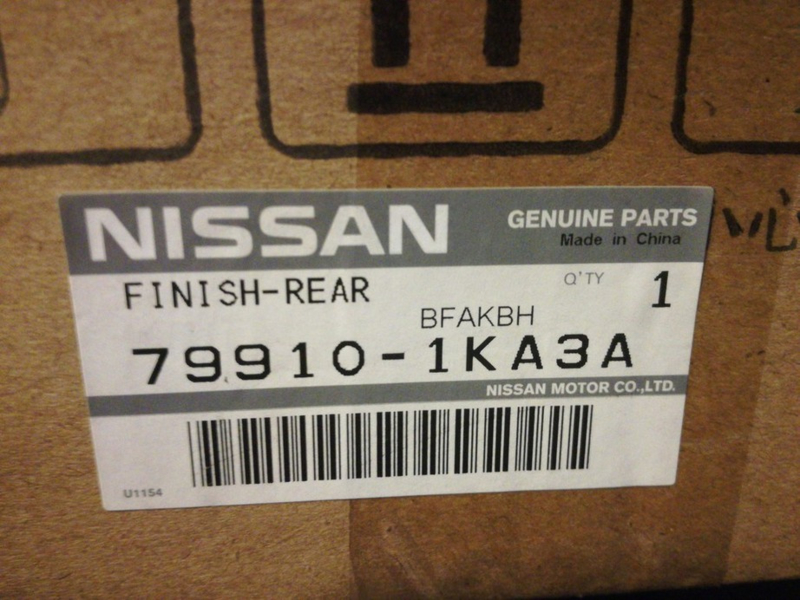 NISSAN
GENUINE PARTS
Made in China
FINISH-REAR
Q'TY 1
BFAKBH
79910-1KA3A
NISSAN MOTOR CO.,LTD.
U1154